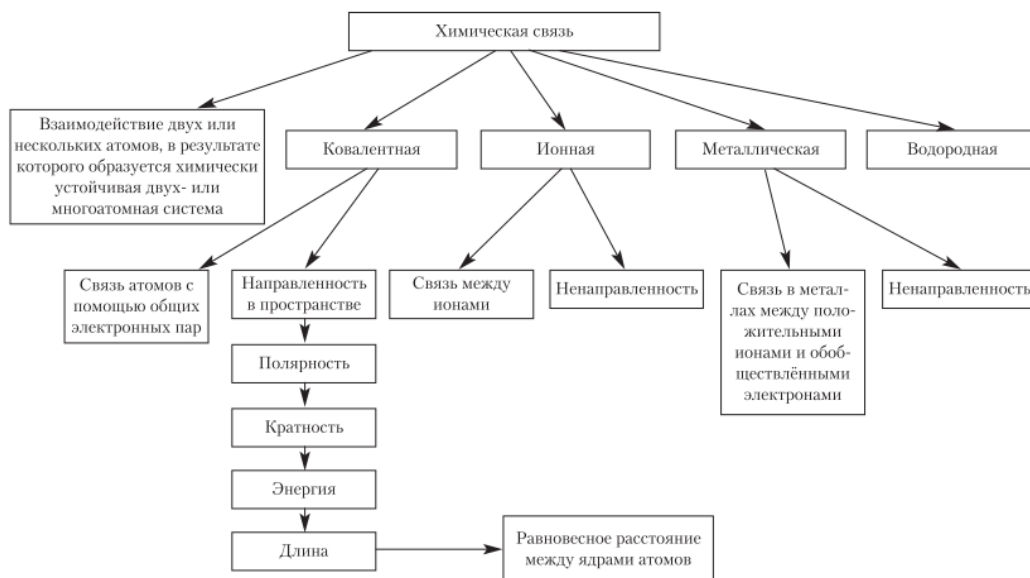 Химическая связь
Взаимодействие двух или
нескольких атомов, в результате
которого образуется химически
устойчивая двух- или
многоатомная система
Ковалентная
Ионная
Металлическая
Водородная
Связь атомов с
помощью общих
электронных пар
Направленность
в пространстве
Связь между
ионами
Ненаправленность
Связь в метал-
лах между поло-
жительными
ионами и обоб-
ществлёнными
электронами
Ненаправленность
Полярность
Кратность
Энергия
Длина
Равновесное расстояние
между ядрами атомов